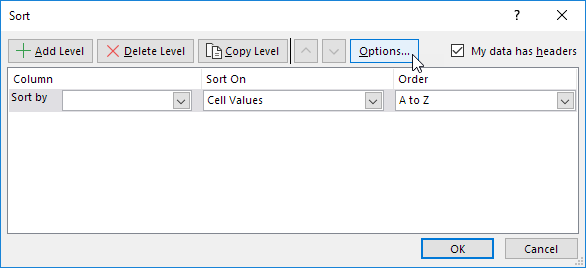 Sort
?
Add Level Delete Level Copy Level Options... My data has headers
Column Sort On Order
Sort by Cell Values A to Z
OK Cancel